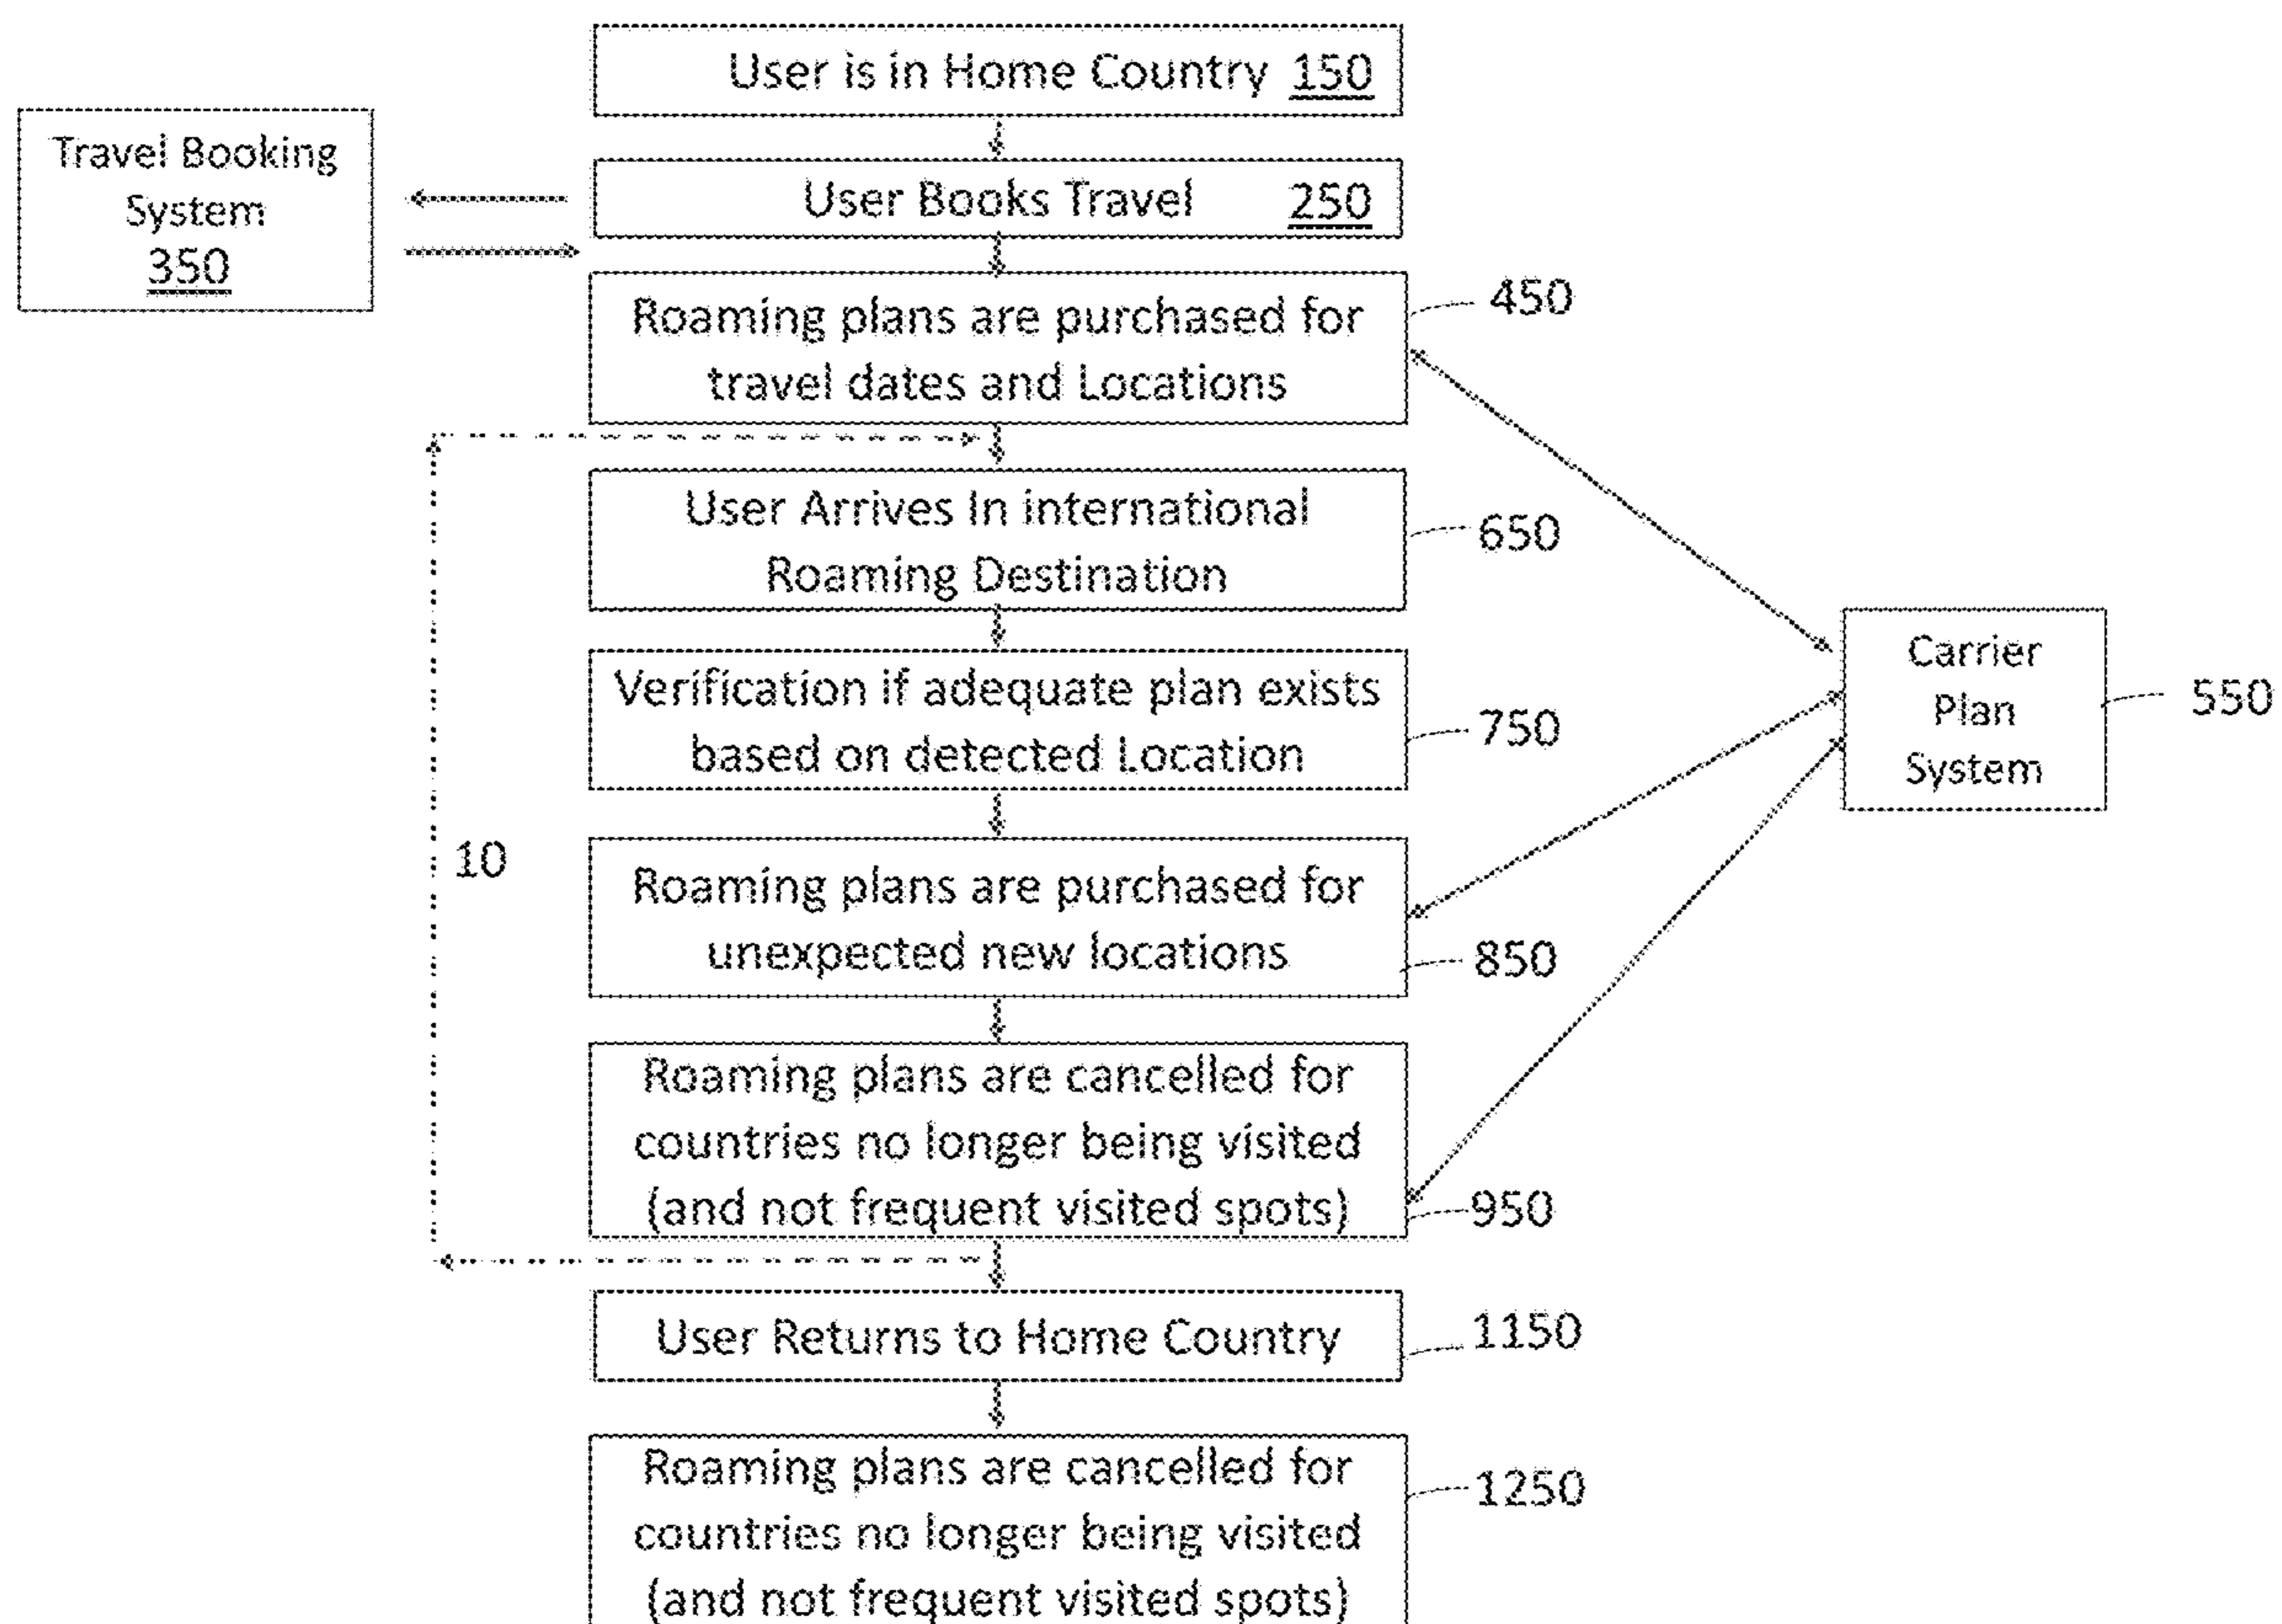 User is in Home Country 150
Travel Booking
System
350
User Books Travel 250
Roaming plans are purchased for
travel dates and Locations
450
User Arrives In international
Roaming Destination
650
Verification if adequate plan exists
based on detected Location
750
Carrier
Plan
System
550
10
Roaming plans are purchased for
unexpected new locations
850
Roaming plans are cancelled for
countries no longer being visited
(and not frequent visited spots)
950
User Returns to Home Country
1150
Roaming plans are cancelled for
countries no longer being visited
(and not frequent visited spots)
1250